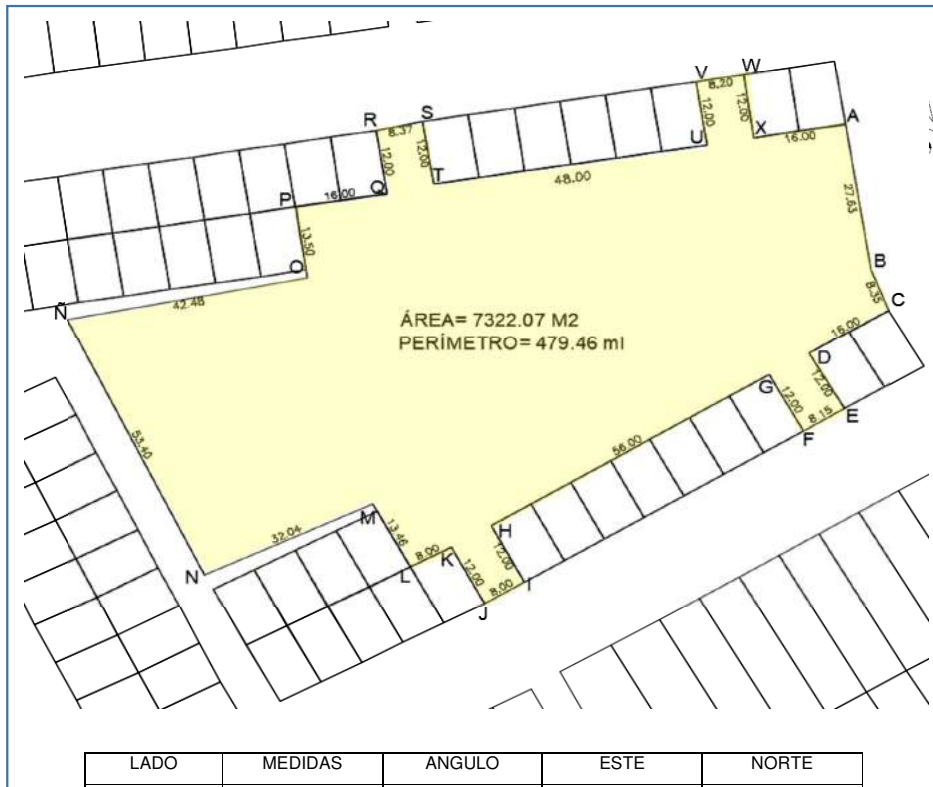 V
W
8.20
R
8.37
S
12.00
12.00
A
12.00
12.00
U
X
16.00
Q
T
48.00
P
16.00
27.63
13.50
O
B
42.48
Ñ
8.35
C
ÁREA= 7322.07 M2
PERÍMETRO= 479.46 ml
15.00
D
G
12.00
12.00
E
8.15
F
53.40
56.00
M
H
32.04
13.46
K
8.00
12.00
N
L
12.00
8.00
I
J
LADO MEDIDAS ANGULO ESTE NORTE